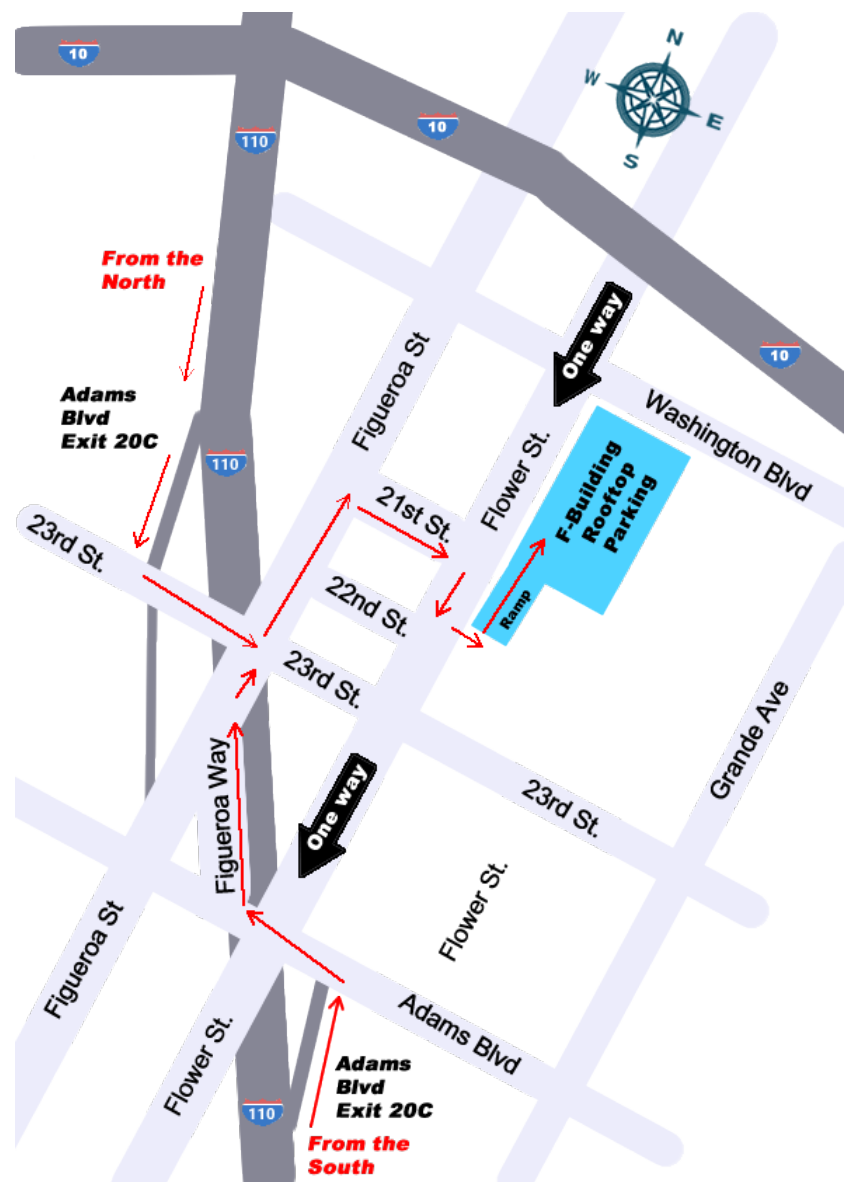 10
N
W
E
S
110
10
From the
North
One way
Figueroa St
10
Adams
Blvd
Exit 20C
Washington Blvd
110
Flower St.
F-Building
Rooftop
Parking
21st St.
23rd St.
22nd St.
Ramp
23rd St.
Grande Ave
Figueroa Way
One way
23rd St.
Figueroa St
Flower St.
Adams Blvd
Flower St.
Adams
Blvd
Exit 20C
110
From the
South